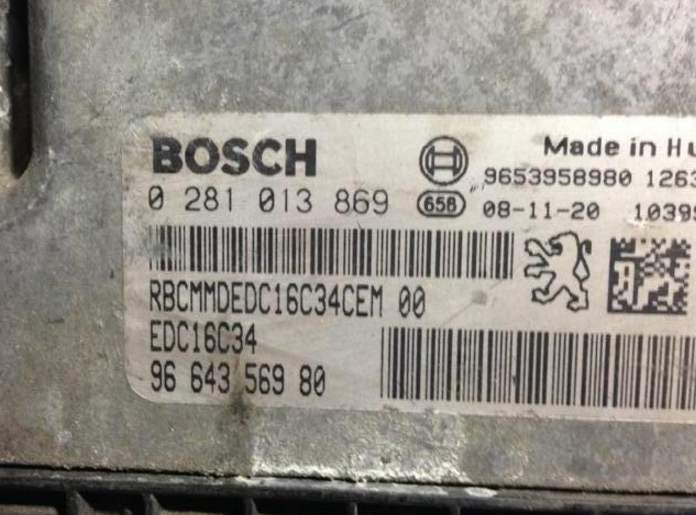 BOSCH
0 281 013 869
658
Made in Hu
9653958980 1263
08-11-20 1039
RBCMMDEDC16C34CEM 00
EDC16C34
96 643 569 80